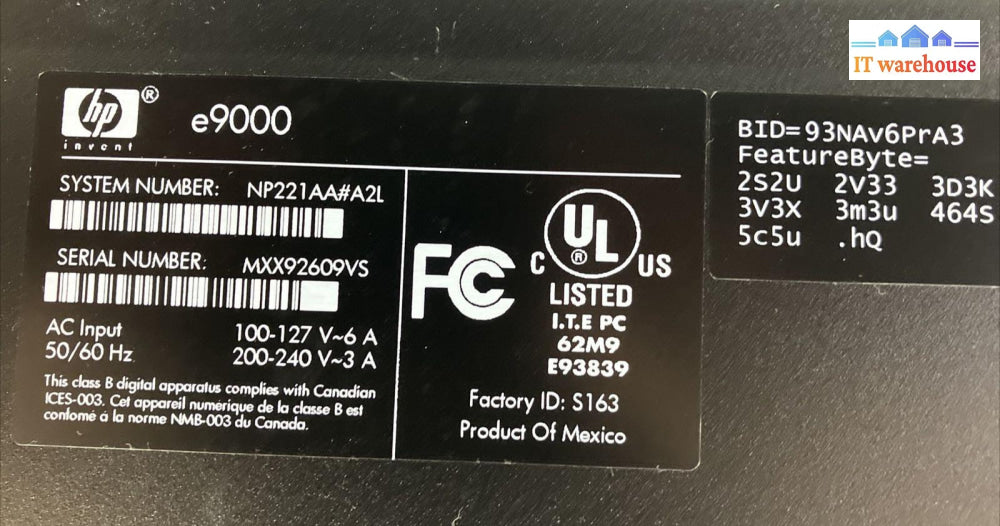 IT warehouse
hp®
invent
e9000
SYSTEM NUMBER: NP221AA#A2L
SERIAL NUMBER: MXX92609VS
AC Input 100-127 V~6 A
50/60 Hz 200-240 V~3 A
This class B digital apparatus complies with Canadian
ICES-003. Cet appareil numérique de la classe B est
conforme á la norme NMB-003 du Canada.
FC
C UL® US
LISTED
I.T.E PC
62M9
E93839
Factory ID: S163
Product Of Mexico
BID=93NAv6PrA3
FeatureByte=
2S2U 2V33 3D3K
3V3X 3m3u 464S
5c5u .hQ